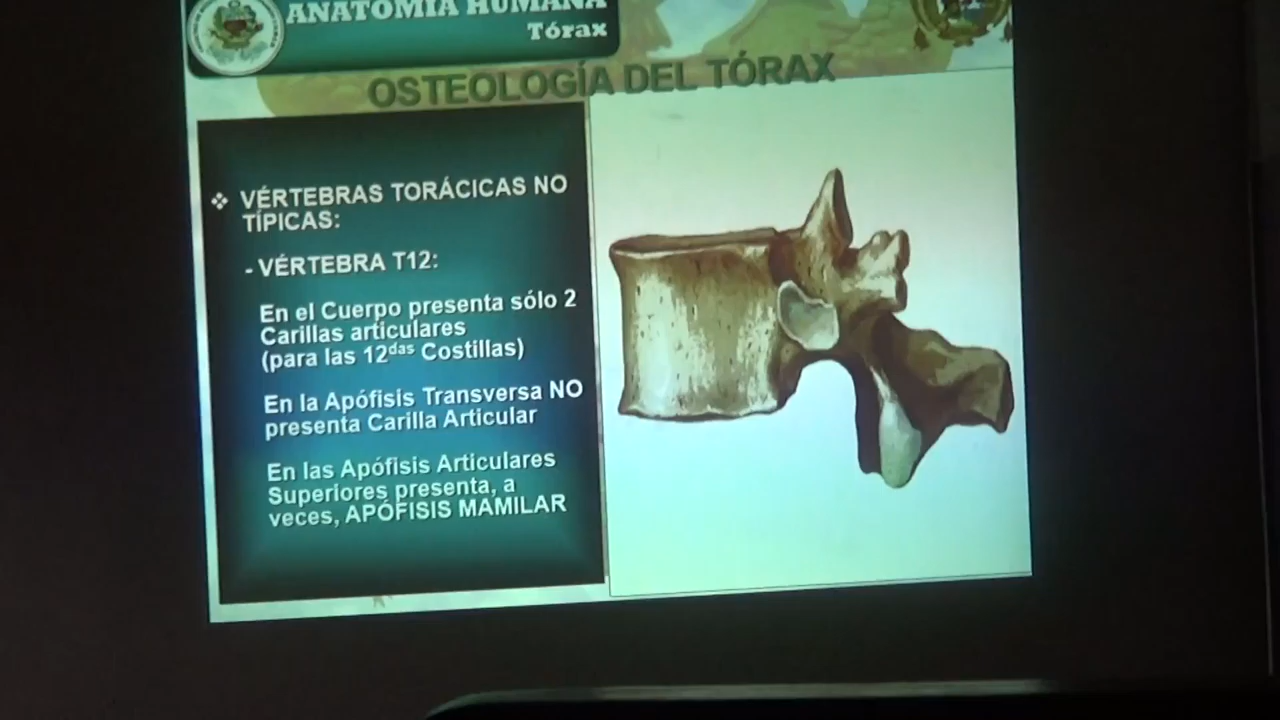 ANATOMÍA HUMANA
Tórax
OSTEOLOGÍA DEL TÓRAX
❖ VÉRTEBRAS TORÁCICAS NO
TÍPICAS:
- VÉRTEBRA T12:
En el Cuerpo presenta sólo 2
Carillas articulares
(para las 12das Costillas)
En la Apófisis Transversa NO
presenta Carilla Articular
En las Apófisis Articulares
Superiores presenta, a
veces, APÓFISIS MAMILAR